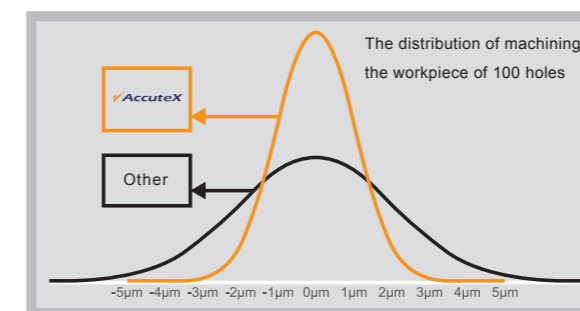 The distribution of machining
the workpiece of 100 holes
AccuteX
Other
-5µm -4µm -3µm -2µm -1µm 0µm 1µm 2µm 3µm 4µm 5µm